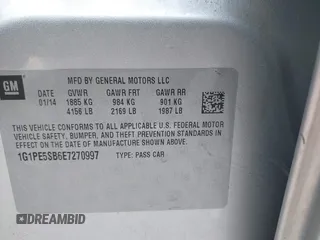 GM
MFD BY GENERAL MOTORS LLC
DATE GVWR GAWR FRT GAWR RR
01/14 1885 KG 984 KG 901 KG
4156 LB 2169 LB 1987 LB
THIS VEHICLE CONFORMS TO ALL APPLICABLE U.S. FEDERAL MOTOR
VEHICLE SAFETY, BUMPER, AND THEFT PREVENTION STANDARDS
IN EFFECT ON THE DATE OF MANUFACTURE SHOWN ABOVE.
1G1PE5SB6E7270997 TYPE: PASS CAR